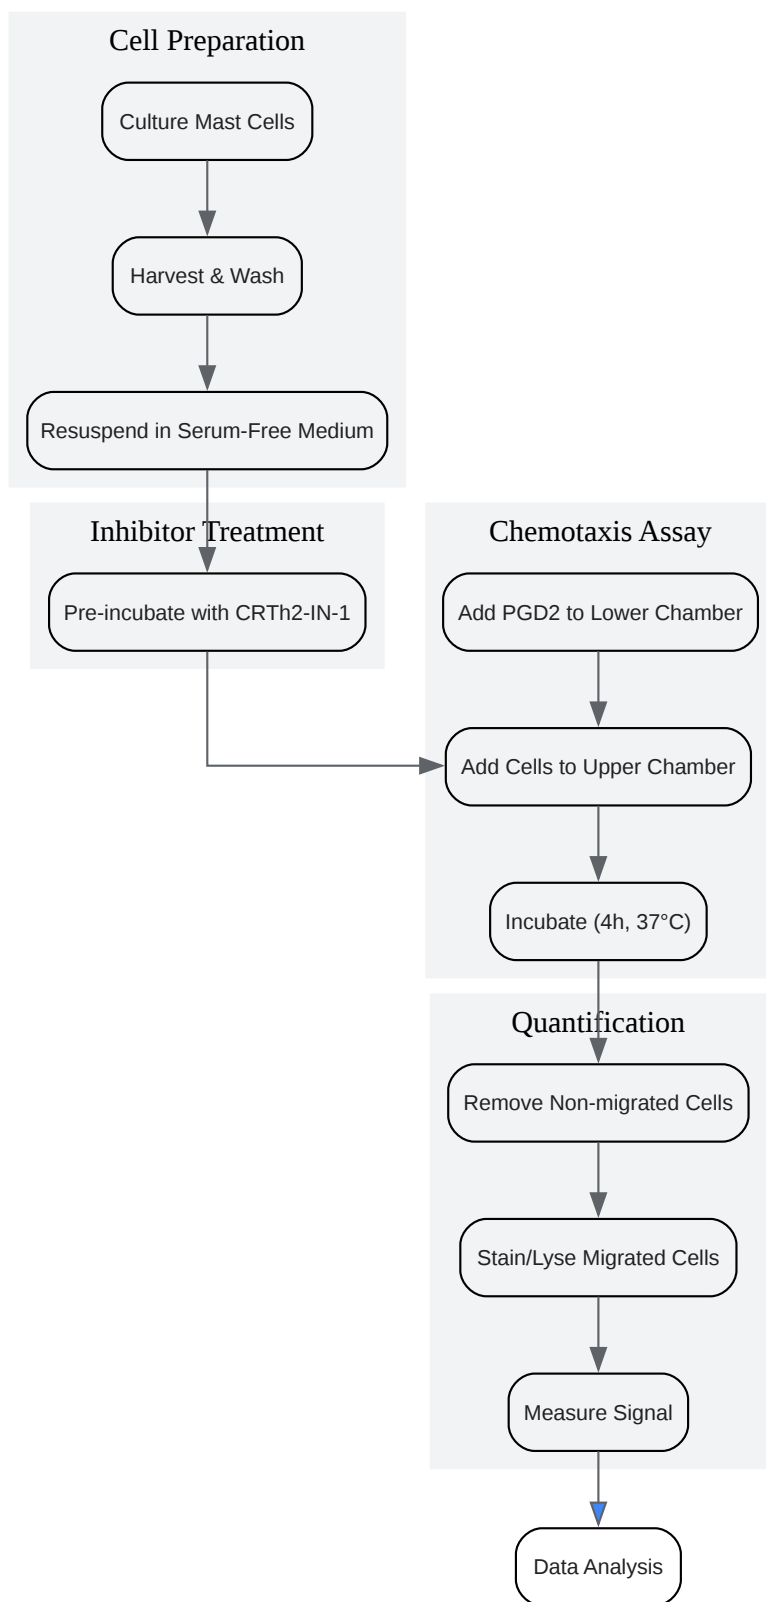 Cell Preparation
Culture Mast Cells
Harvest & Wash
Resuspend in Serum-Free Medium
Inhibitor Treatment
Pre-incubate with CRTh2-IN-1
Chemotaxis Assay
Add PGD2 to Lower Chamber
Add Cells to Upper Chamber
Incubate (4h, 37°C)
Quantification
Remove Non-migrated Cells
Stain/Lyse Migrated Cells
Measure Signal
Data Analysis